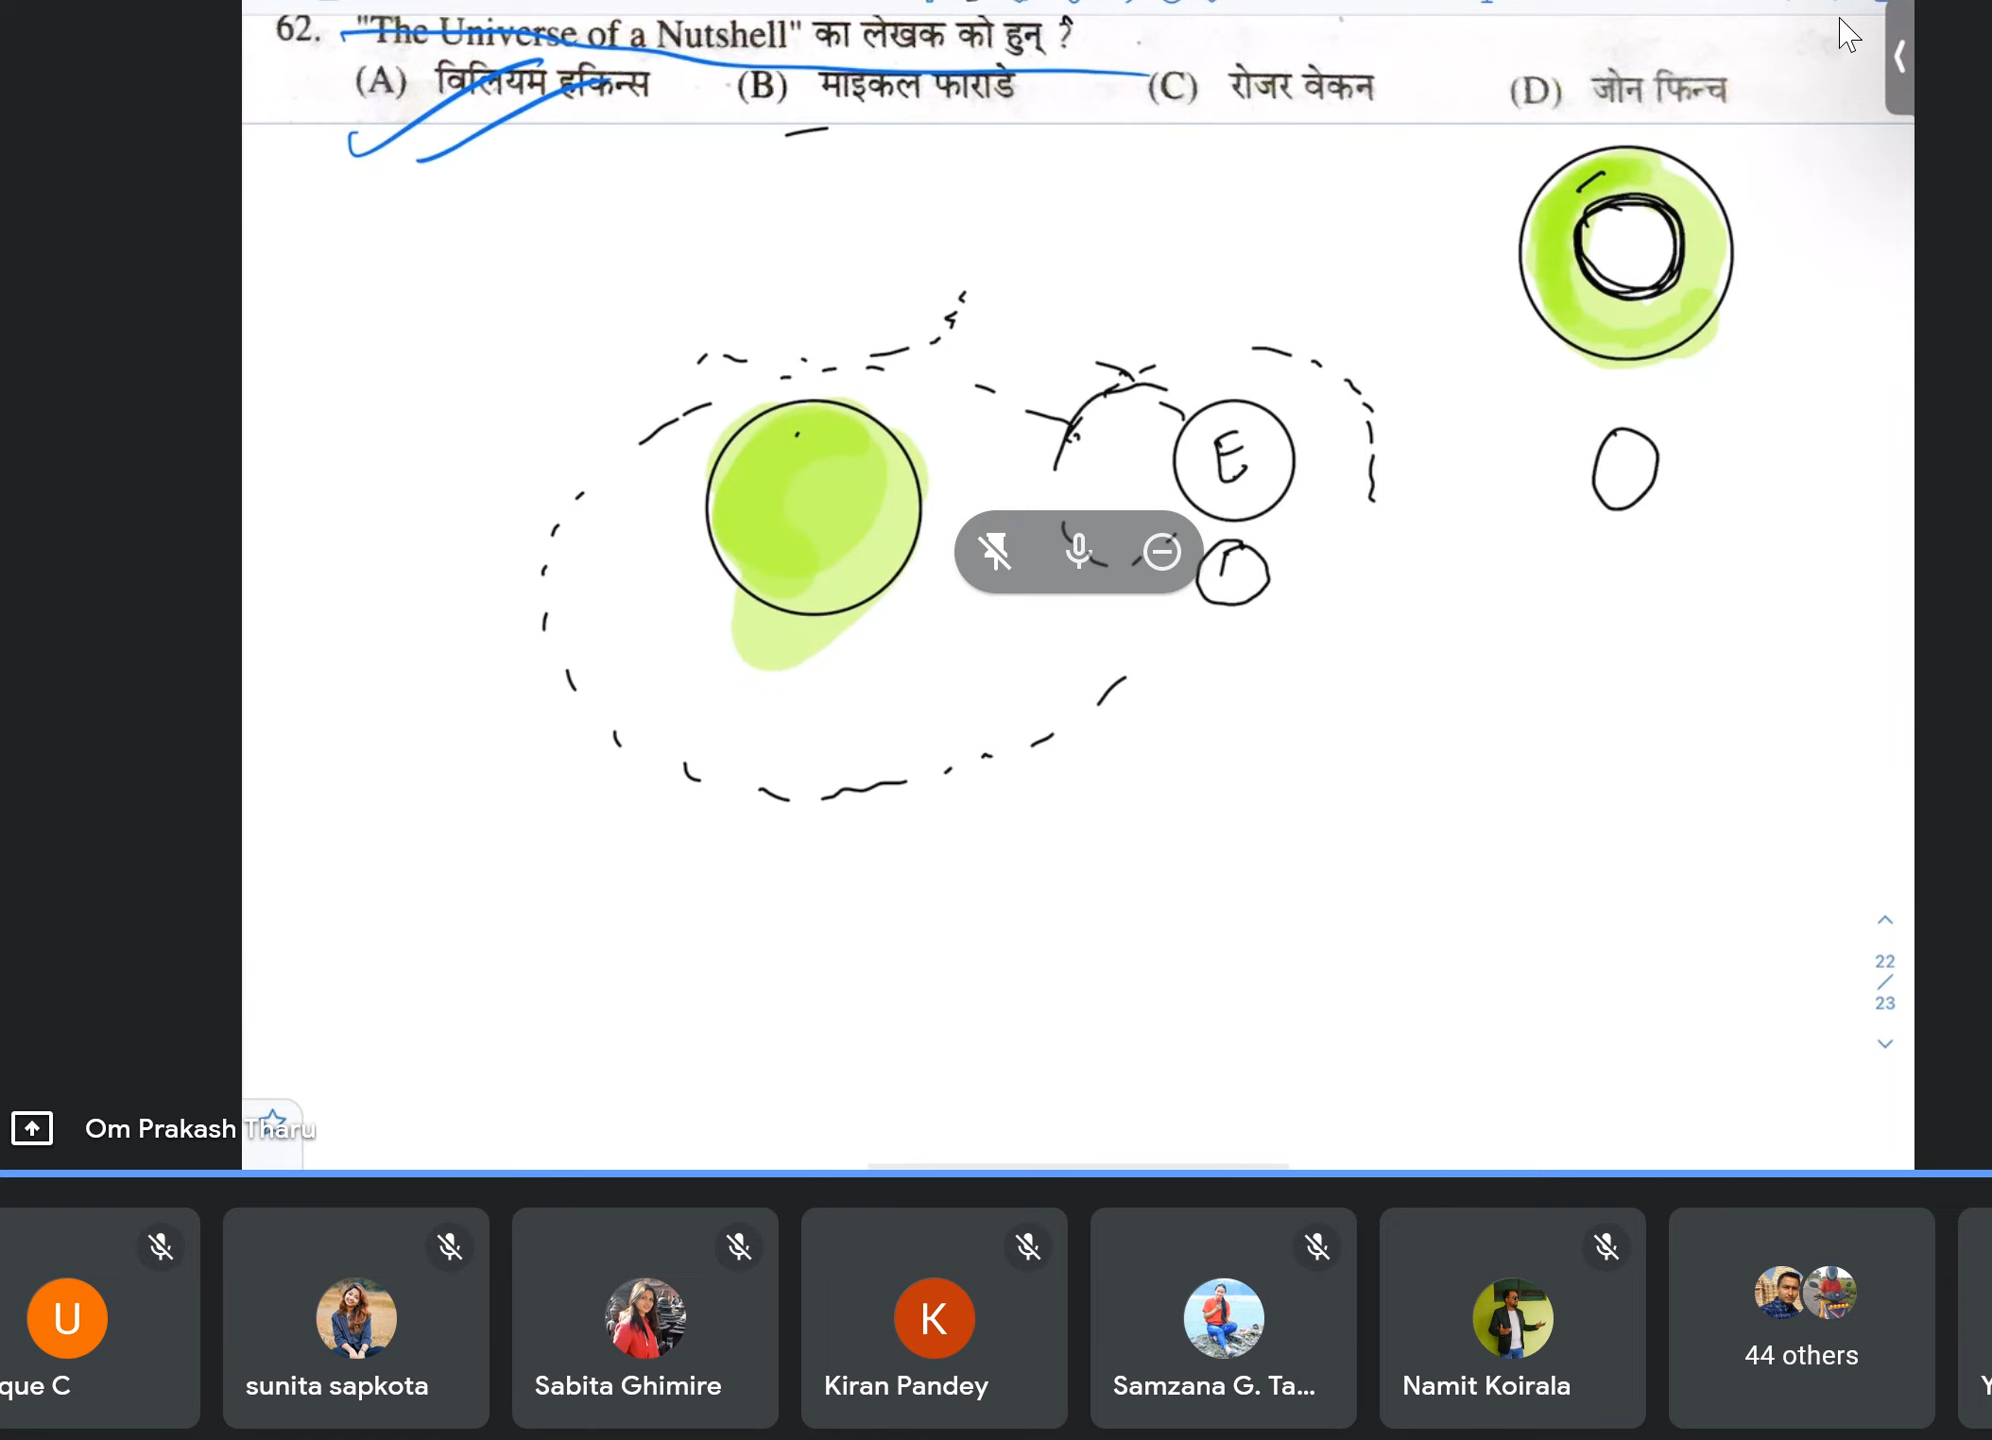 62. "The Universe of a Nutshell" का लेखक को हुन् ?
(A) विलियम हकिन्स (B) माइकल फाराडे (C) रोजर वेकन (D) जोन फिन्च
E
22
/
23
Om Prakash Tharu
U
K
44 others
que C
sunita sapkota
Sabita Ghimire
Kiran Pandey
Samzana G. Ta...
Namit Koirala
Y